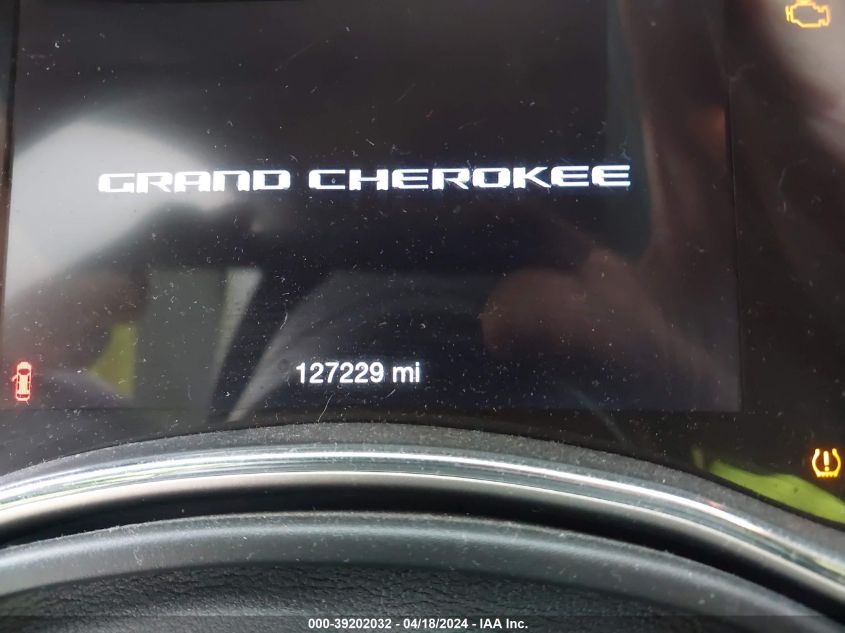 GRAND CHEROKEE
127229 mi
000-39202032 - 04/18/2024 - IAA Inc.